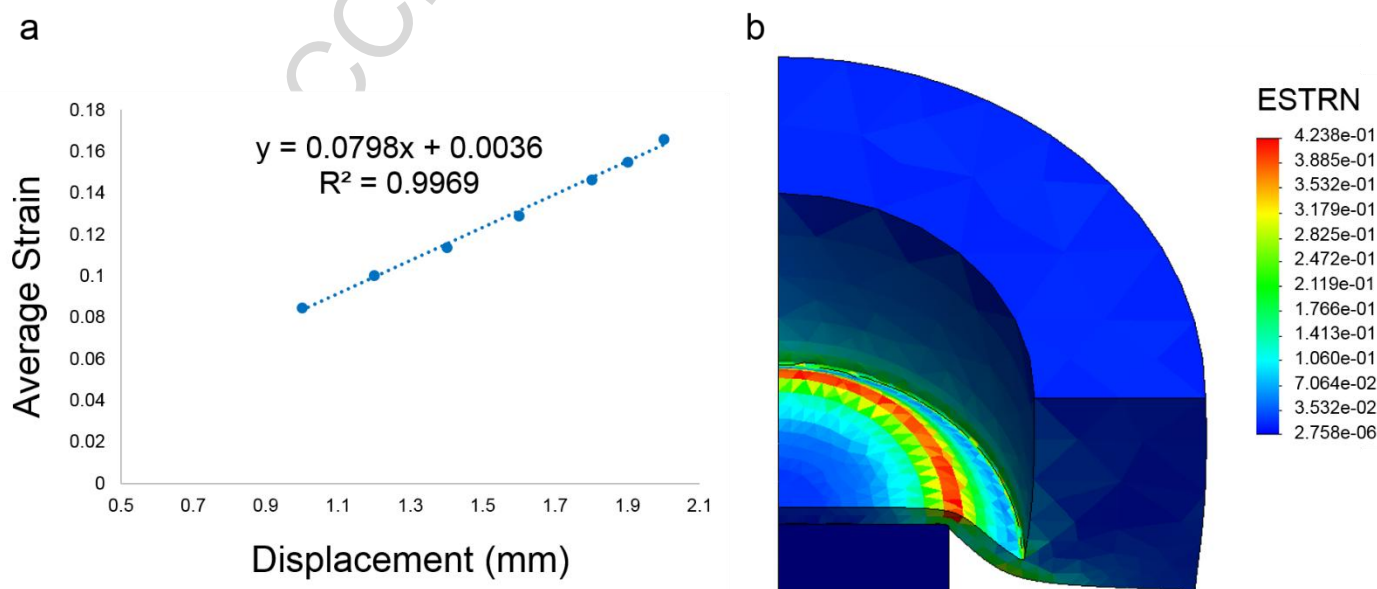 a
CC
0.18
0.16
0.14
0.12
0.1
0.08
0.06
0.04
0.02
0
y = 0.0798x + 0.0036
R² = 0.9969
Average Strain
0.5 0.7 0.9 1.1 1.3 1.5 1.7 1.9 2.1
Displacement (mm)
b
ESTRN
4.238e-01
3.885e-01
3.532e-01
3.179e-01
2.825e-01
2.472e-01
2.119e-01
1.766e-01
1.413e-01
1.060e-01
7.064e-02
3.532e-02
2.758e-06